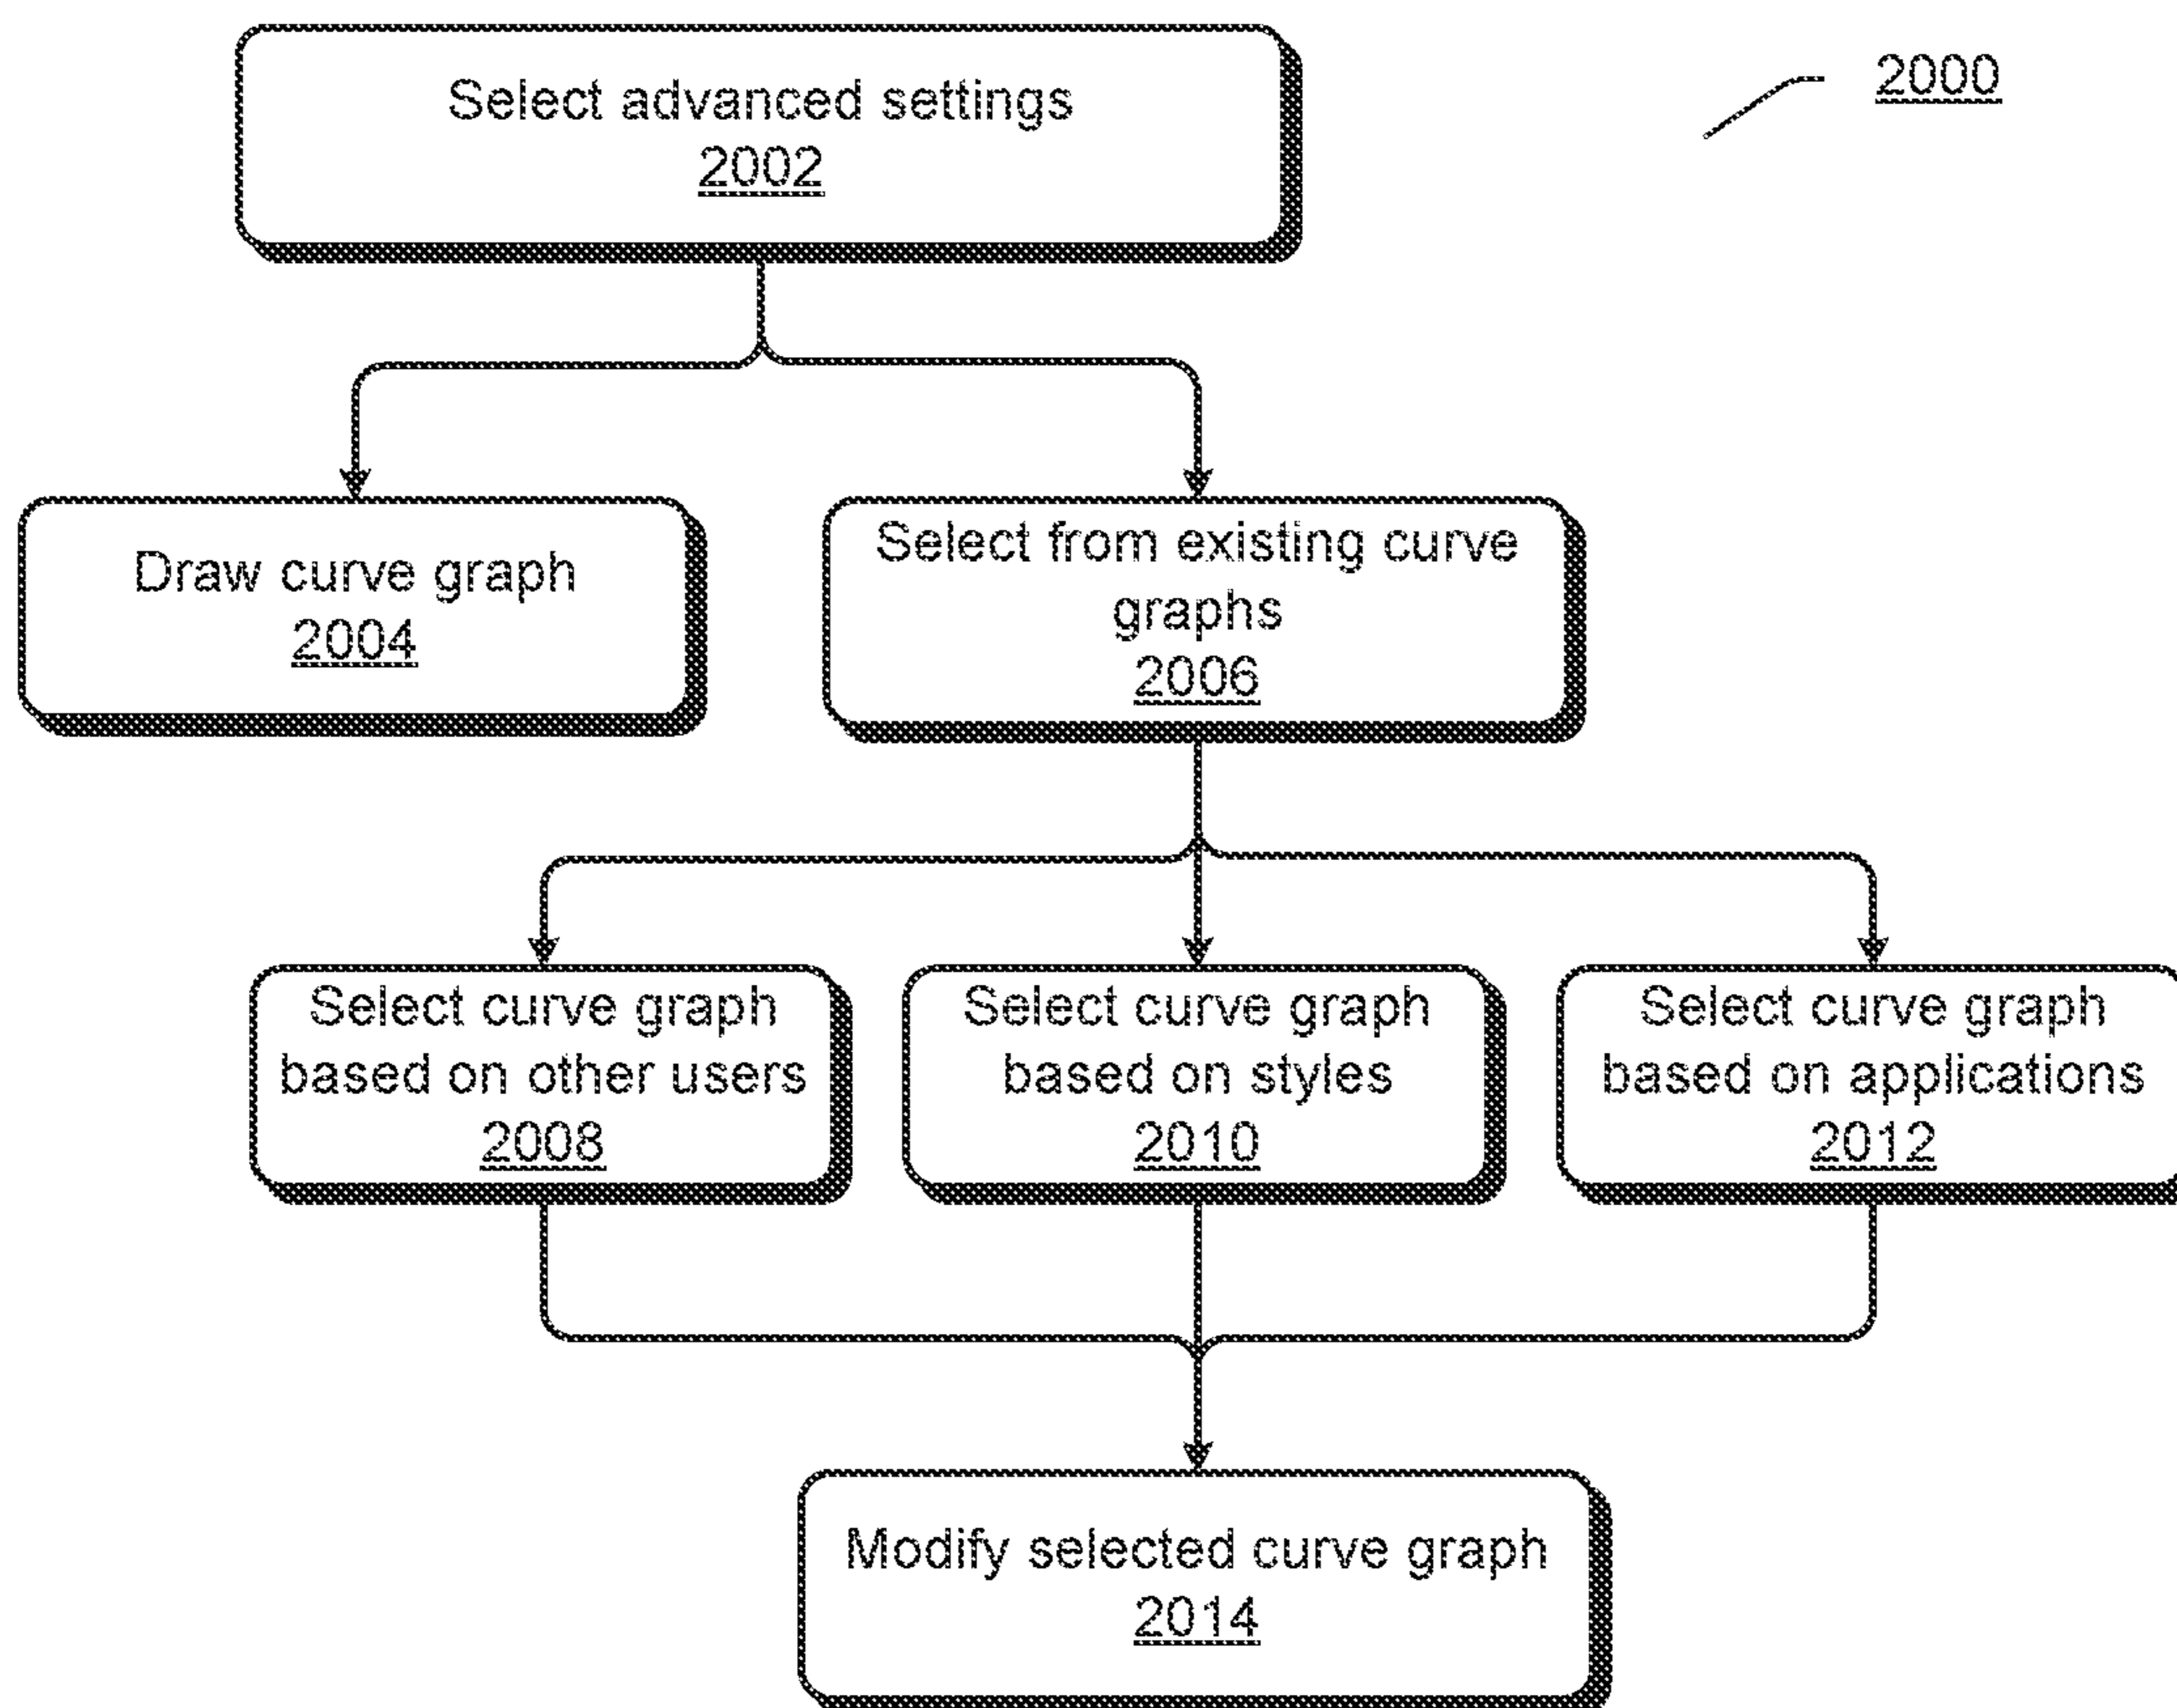 2000
Select advanced settings
2002
Draw curve graph
2004
Select from existing curve
graphs
2006
Select curve graph
based on other users
2008
Select curve graph
based on styles
2010
Select curve graph
based on applications
2012
Modify selected curve graph
2014